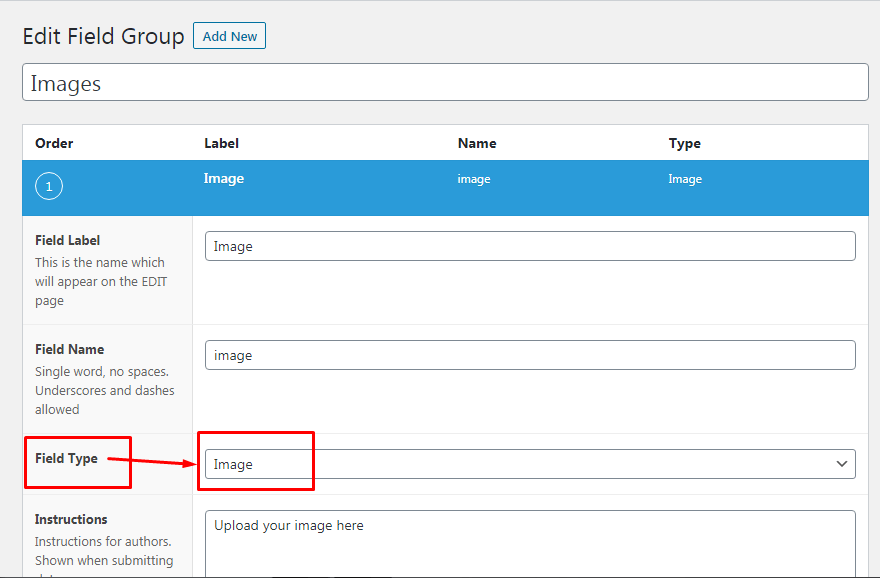 Edit Field Group Add New
Images
Order Label Name Type
1 Image image Image
Field Label
This is the name which
will appear on the EDIT
page
Image
Field Name
Single word, no spaces.
Underscores and dashes
allowed
image
Field Type
Image
Instructions
Instructions for authors.
Shown when submitting
Upload your image here